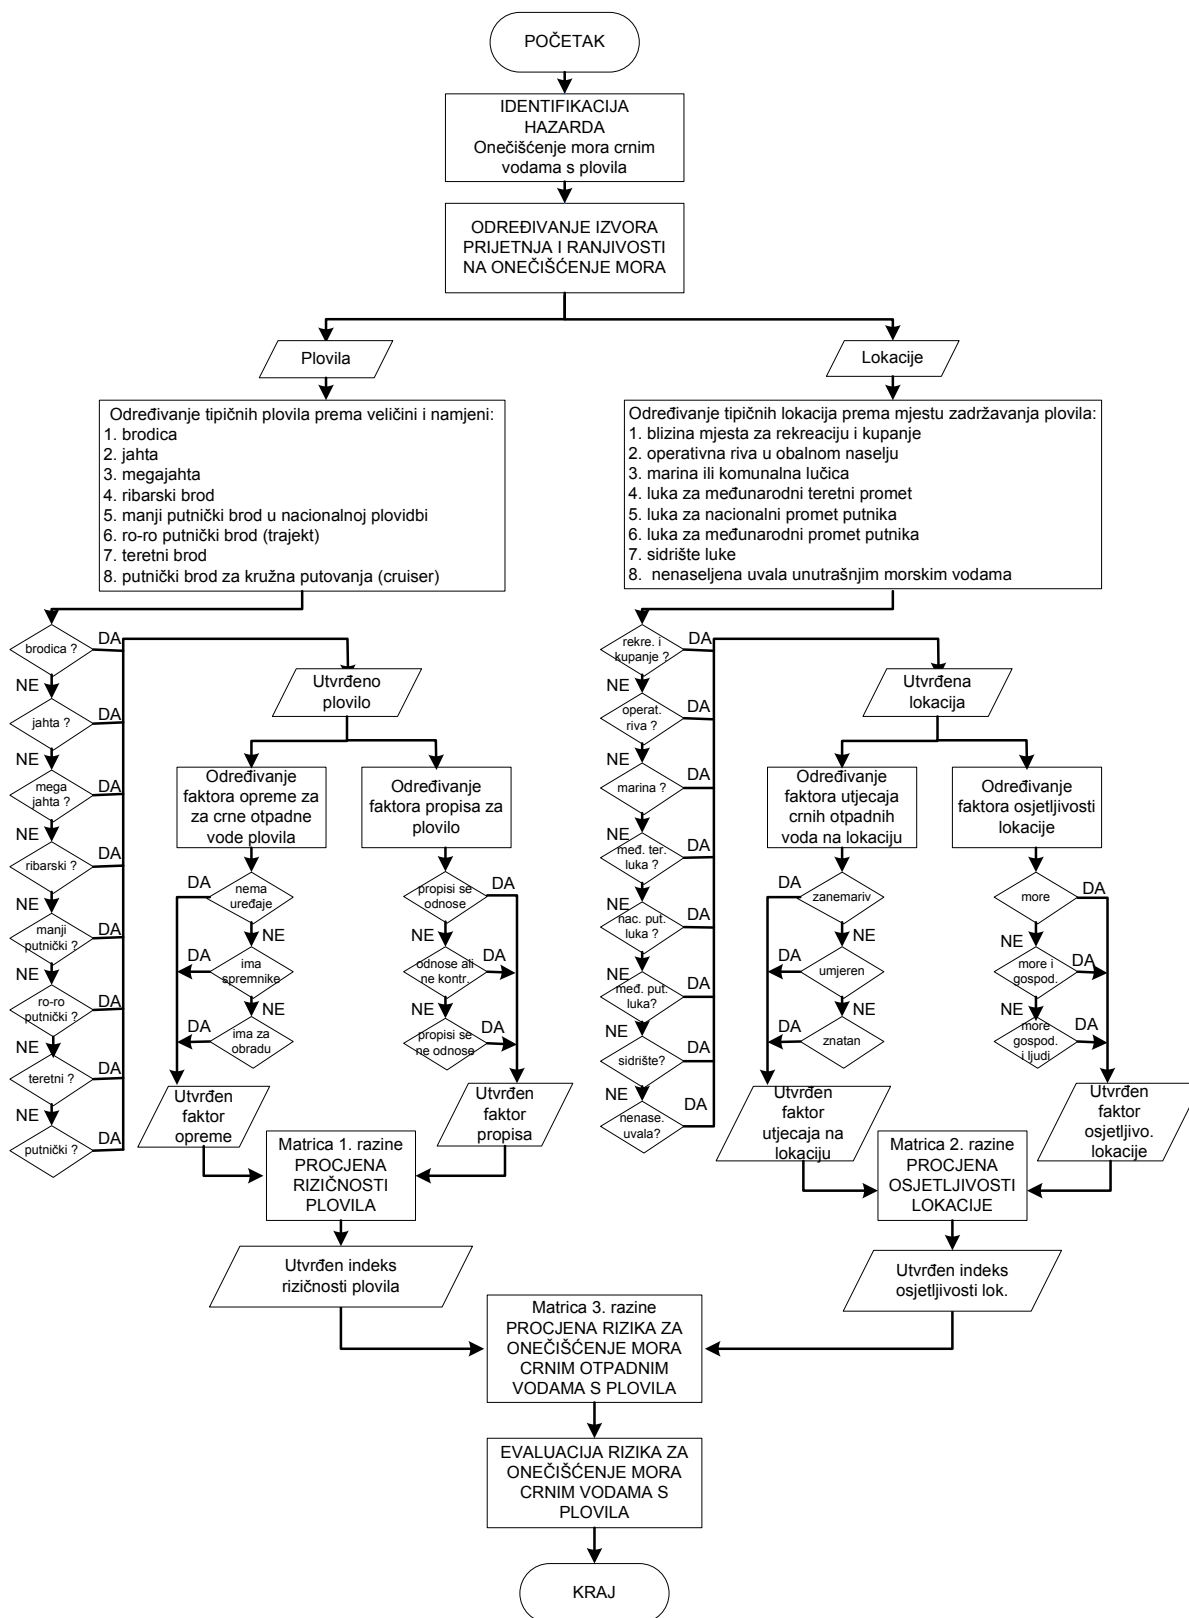 POČETAK
IDENTIFIKACIJA
HAZARDA
Onečišćenje mora crnim
vodama s plovila
ODREĐIVANJE IZVORA
PRIJETNJA I RANJIVOSTI
NA ONEČIŠĆENJE MORA
Plovila
Lokacije
Određivanje tipičnih plovila prema veličini i namjeni:
1. brodica
2. jahta
3. megajahta
4. ribarski brod
5. manji putnički brod u nacionalnoj plovidbi
6. ro-ro putnički brod (trajekt)
7. teretni brod
8. putnički brod za kružna putovanja (cruiser)
Određivanje tipičnih lokacija prema mjestu zadržavanja plovila:
1. blizina mjesta za rekreaciju i kupanje
2. operativna riva u obalnom naselju
3. marina ili komunalna lučica
4. luka za međunarodni teretni promet
5. luka za nacionalni promet putnika
6. luka za međunarodni promet putnika
7. sidrište luke
8. nenaseljena uvala unutrašnjim morskim vodama
brodica ?
DA
NE
jahta ?
DA
NE
mega
jahta ?
DA
NE
ribarski ?
DA
NE
manji
putnički ?
DA
NE
ro-ro
putnički ?
DA
NE
teretni ?
DA
NE
putnički ?
DA
Utvrđeno
plovilo
Određivanje
faktora opreme za
za crne otpadne
vode plovila
Određivanje
faktora propisa za
plovilo
DA
nema
uređaje
NE
DA
ima
spremnike
NE
DA
ima za
obradu
propisi se
odnose
DA
NE
odnose ali
ne kontr.
DA
NE
propisi se
ne odnose
DA
Utvrđen
faktor
opreme
Utvrđen
faktor
propisa
Matrica 1. razine
PROCJENA
RIZIČNOSTI
PLOVILA
Utvrđen indeks
rizičnosti plovila
rekre. i
kupanje ?
DA
NE
operat.
riva ?
DA
NE
marina ?
DA
NE
međ. ter.
luka ?
DA
NE
nac. put.
luka ?
DA
NE
međ. put.
luka?
DA
NE
sidrište?
DA
NE
nenase.
uvala?
DA
Utvrđena
lokacija
Određivanje
faktora utjecaja
crnih otpadnih
voda na lokaciju
Određivanje
faktora osjetljivosti
lokacije
DA
zanemariv
NE
DA
umjeren
NE
DA
znatan
more
DA
NE
more i
gospod.
DA
NE
more
gospod.
i ljudi
DA
Utvrđen
faktor
utjecaja na
lokaciju
Utvrđen
faktor
osjetljivo.
lokacije
Matrica 2. razine
PROCJENA
OSJETLJIVOSTI
LOKACIJE
Utvrđen indeks
osjetljivosti lok.
Matrica 3. razine
PROCJENA RIZIKA ZA
ONEČIŠĆENJE MORA
CRNIM OTPADNIM
VODAMA S PLOVILA
EVALUACIJA RIZIKA ZA
ONEČIŠĆENJE MORA
CRNIM VODAMA S
PLOVILA
KRAJ